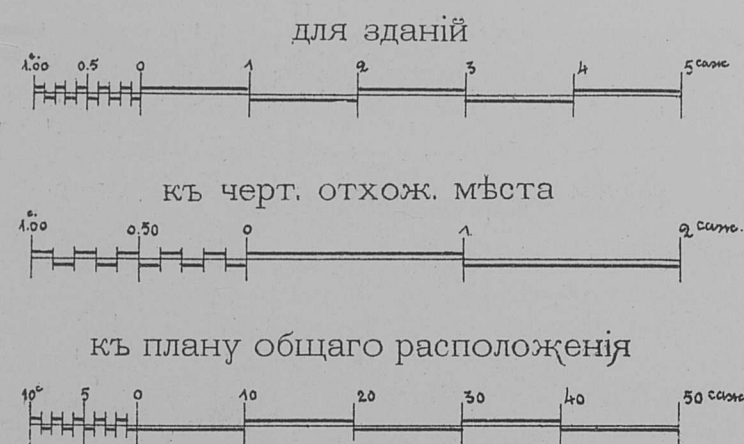 для зданій
1.00 0.5 0 1 2 3 4 5 саж
къ черт. отхож. мѣста
1.00 0.50 0 1 2 саж.
къ плану общаго расположенія
10с 5 0 10 20 30 40 50 саж